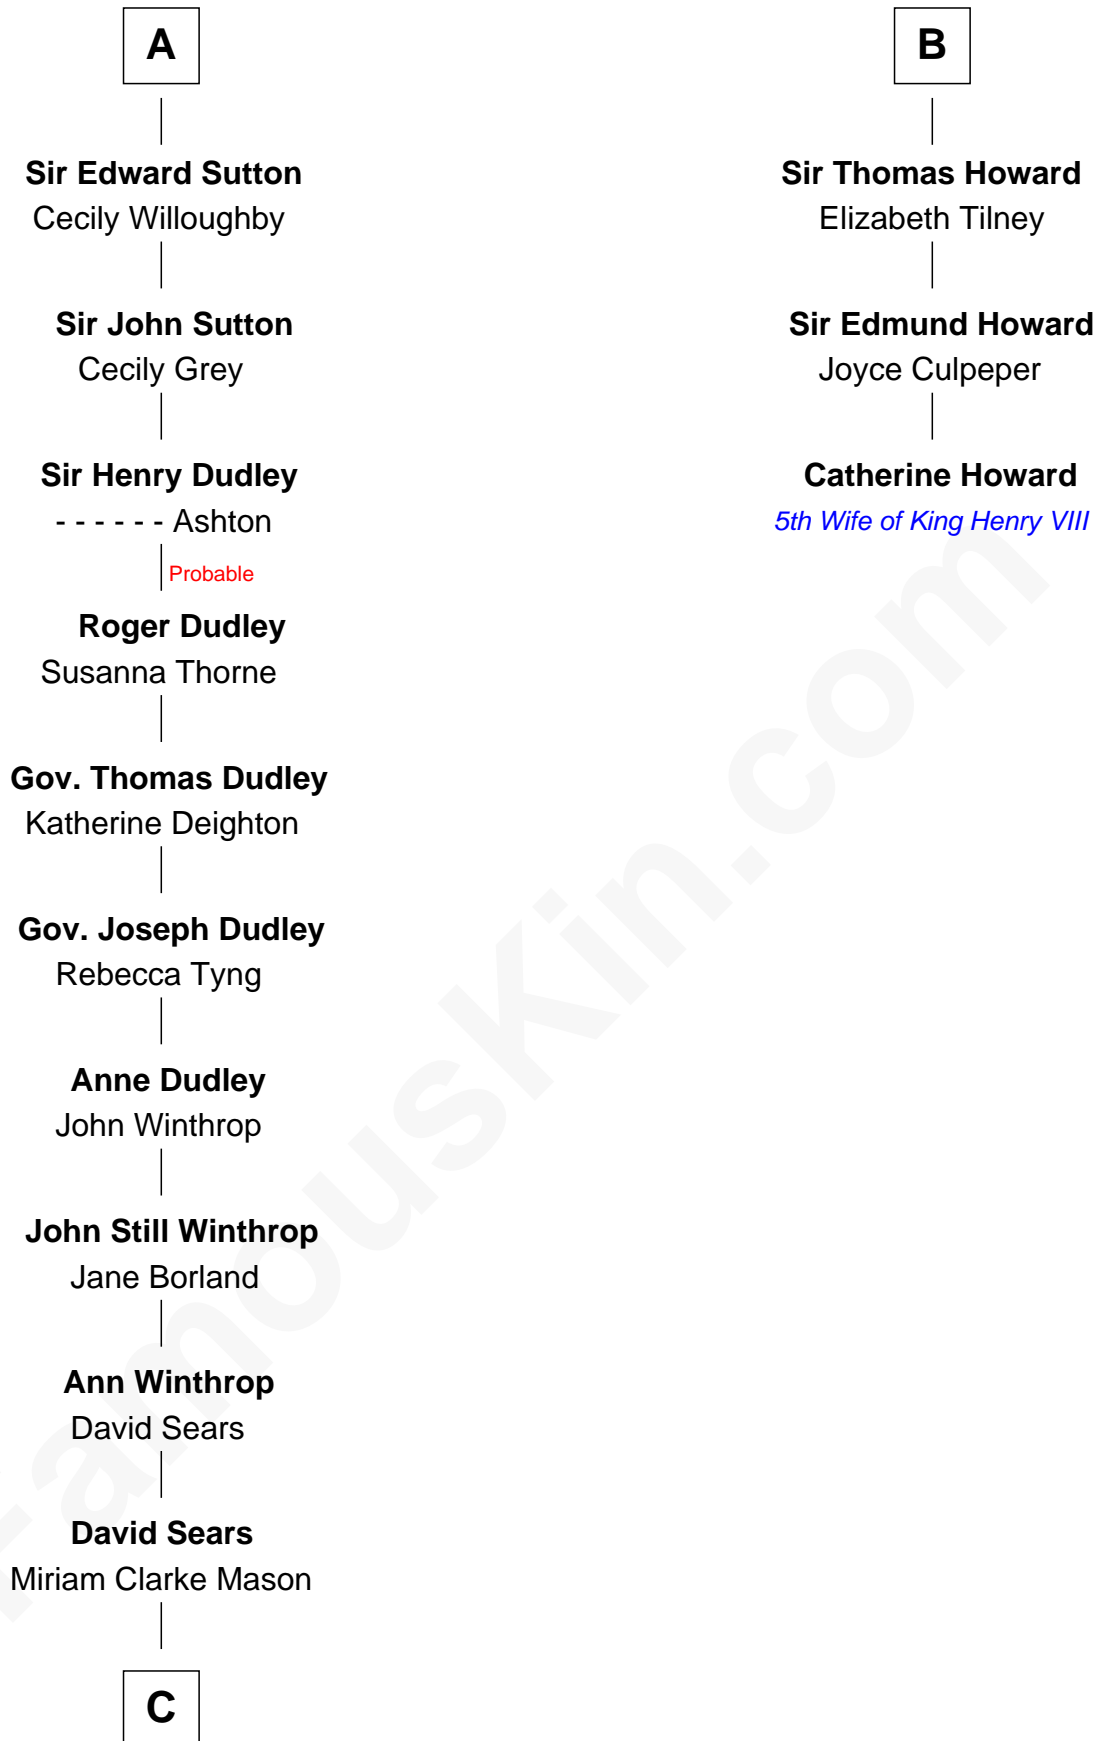 A
Sir Edward Sutton
Cecily Willoughby
Sir John Sutton
Cecily Grey
Sir Henry Dudley
- - - - - - Ashton
Probable
Roger Dudley
Susanna Thorne
Gov. Thomas Dudley
Katherine Deighton
Gov. Joseph Dudley
Rebecca Tyng
Anne Dudley
John Winthrop
John Still Winthrop
Jane Borland
Ann Winthrop
David Sears
David Sears
Miriam Clarke Mason
C
B
Sir Thomas Howard
Elizabeth Tilney
Sir Edmund Howard
Joyce Culpeper
Catherine Howard
5th Wife of King Henry VIII
FamousKin.com